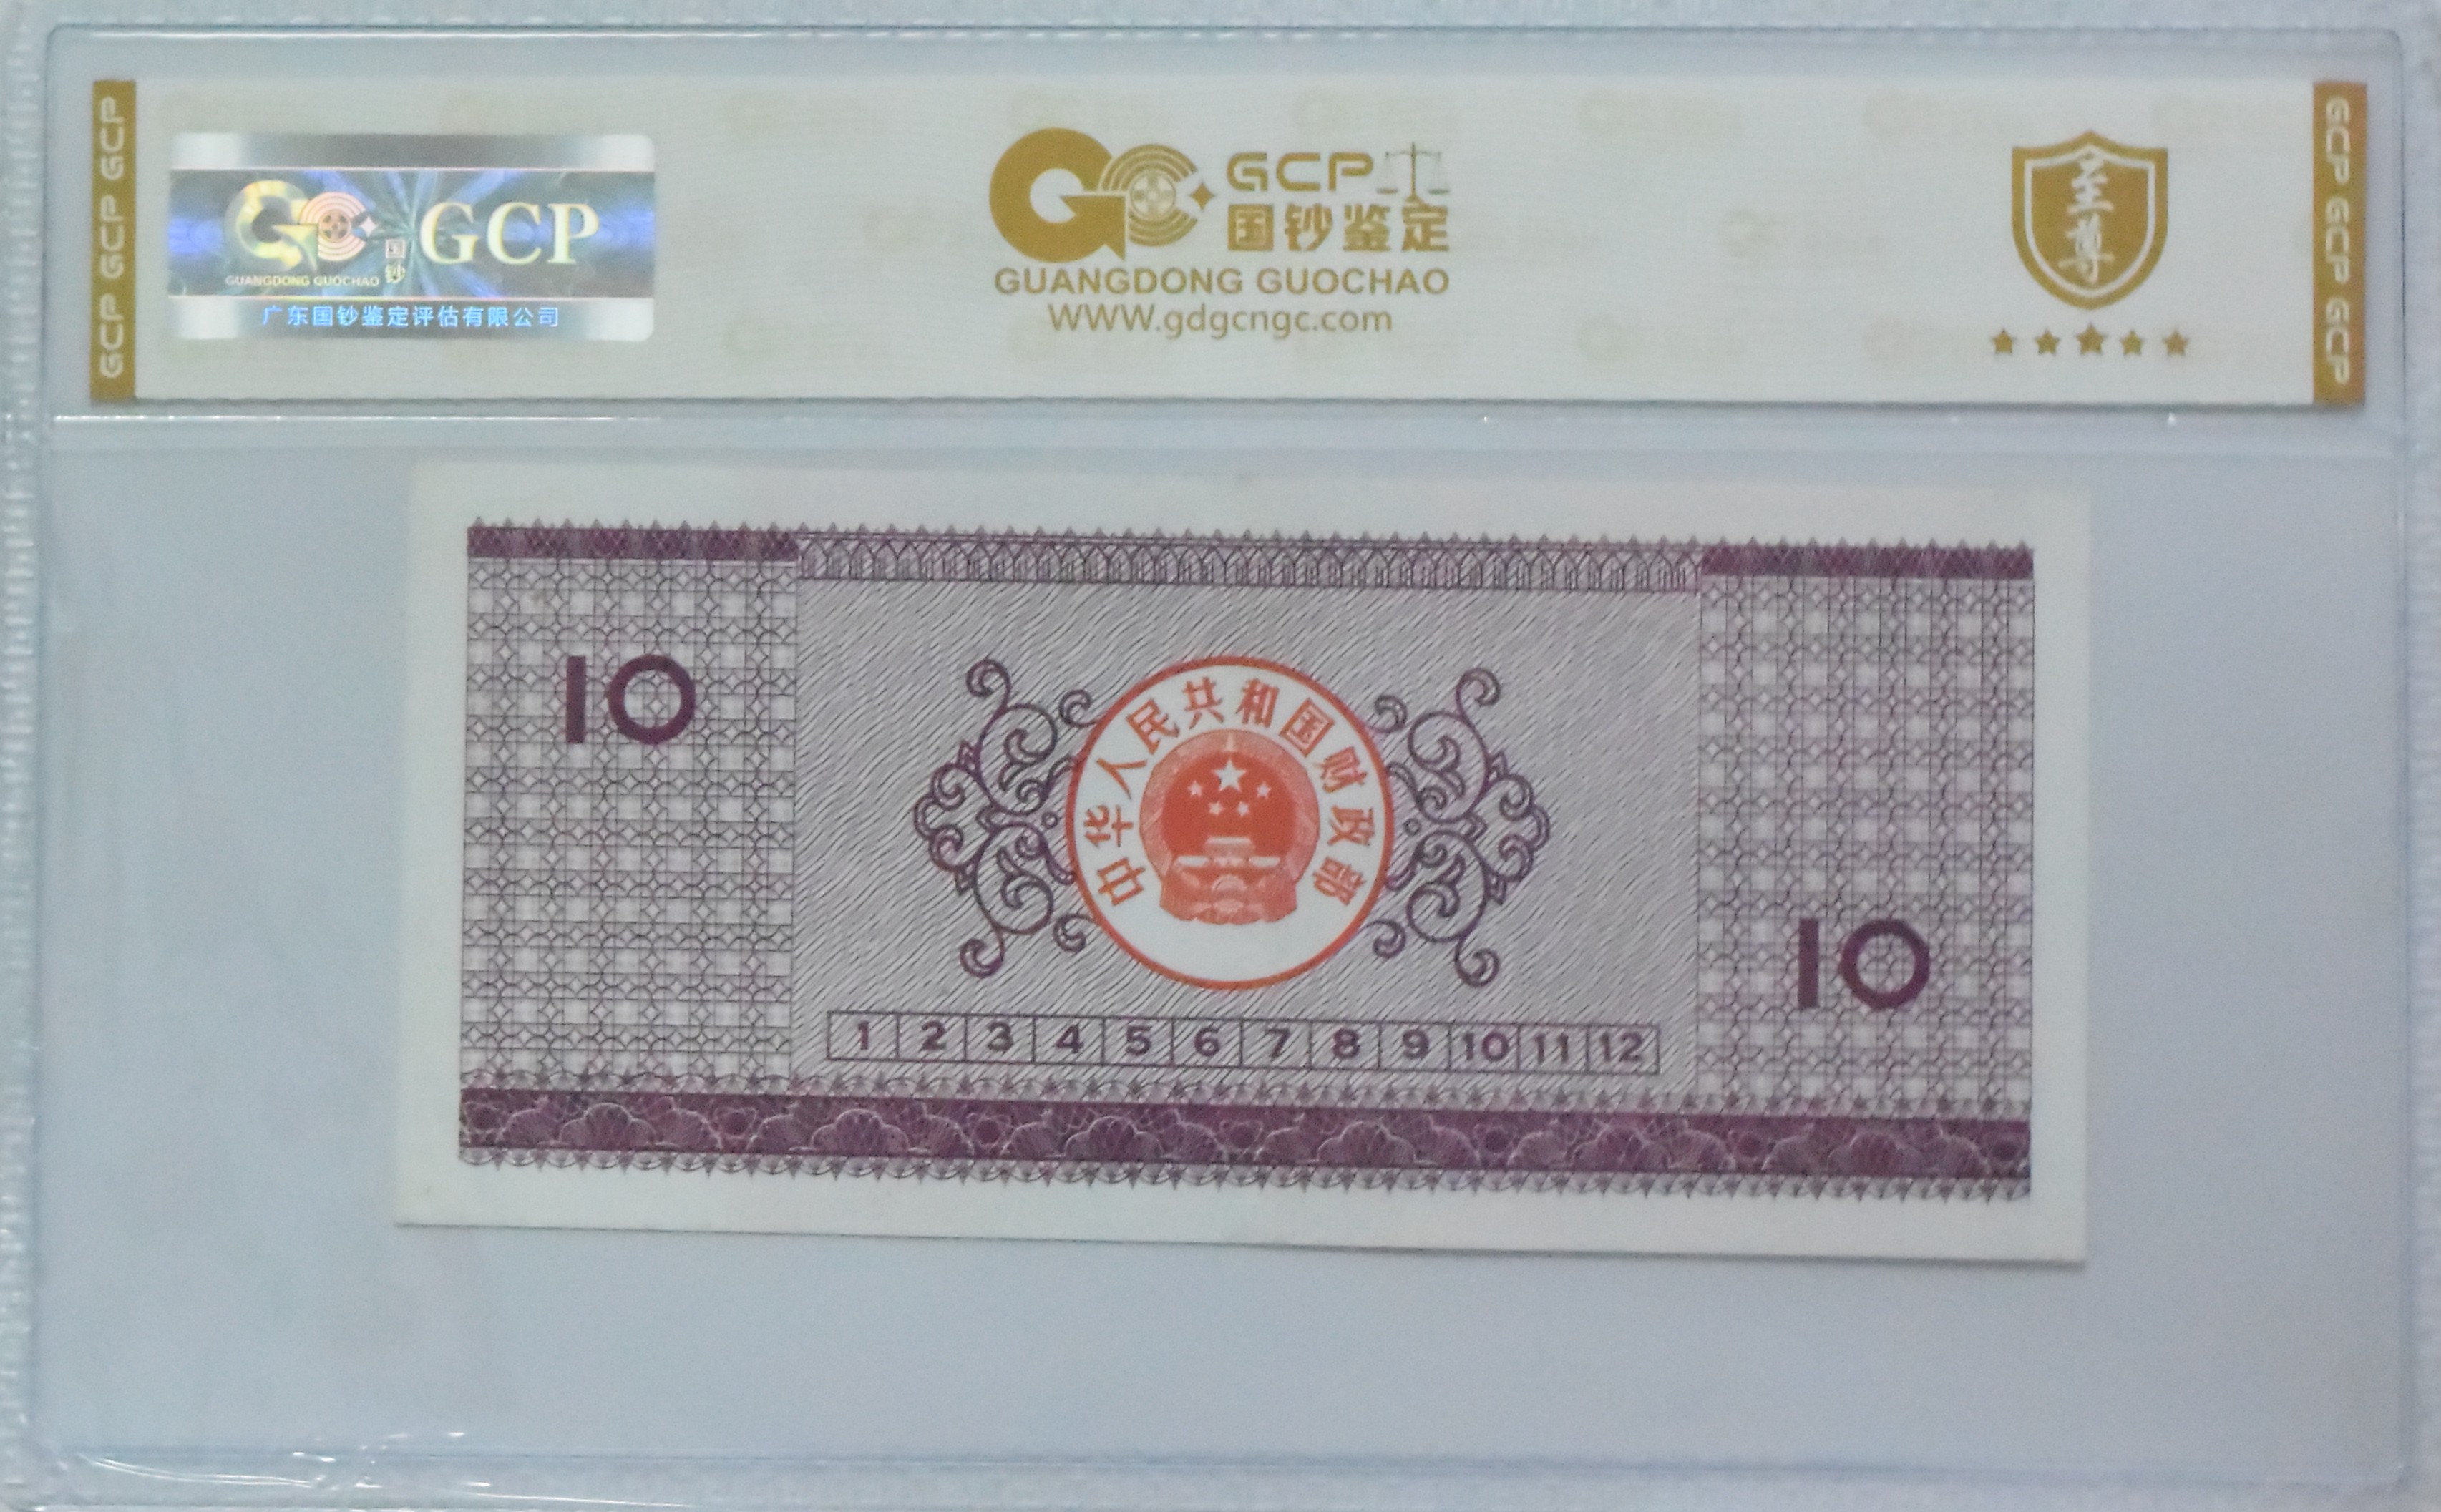 GCP GCP GCP
GCP
国钞
GUANGDONG GUOCHAO
广东国钞鉴定评估有限公司
GCP
国钞鉴定
GUANGDONG GUOCHAO
WWW.gdgcngc.com
至尊
GCP GCP GCP
10
中华人民共和国财政部
10
1 2 3 4 5 6 7 8 9 10 11 12